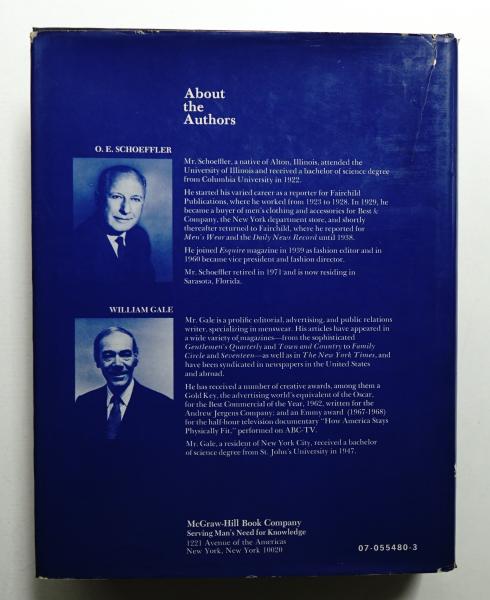 About
the
Authors
O. E. SCHOEFFLER
Mr. Schoeffler, a native of Alton, Illinois, attended the
University of Illinois and received a bachelor of science degree
from Columbia University in 1922.
He started his varied career as a reporter for Fairchild
Publications, where he worked from 1923 to 1928. In 1929, he
became a buyer of men's clothing and accessories for Best &
Company, the New York department store, and shortly
thereafter returned to Fairchild, where he reported for
Men's Wear and the Daily News Record until 1938.
He joined Esquire magazine in 1939 as fashion editor and in
1960 became vice president and fashion director.
Mr. Schoeffler retired in 1971 and is now residing in
Sarasota, Florida.
WILLIAM GALE
Mr. Gale is a prolific editorial, advertising, and public relations
writer, specializing in menswear. His articles have appeared in
a wide variety of magazines—from the sophisticated
Gentlemen's Quarterly and Town and Country to Family
Circle and Seventeen—as well as in The New York Times, and
have been syndicated in newspapers in the United States
and abroad.
He has received a number of creative awards, among them a
Gold Key, the advertising world's equivalent of the Oscar,
for the Best Commercial of the Year, 1962, written for the
Andrew Jergens Company; and an Emmy award (1967-1968)
for the half-hour television documentary "How America Stays
Physically Fit," performed on ABC-TV.
Mr. Gale, a resident of New York City, received a bachelor
of science degree from St. John's University in 1947.
McGraw-Hill Book Company
Serving Man's Need for Knowledge
1221 Avenue of the Americas
New York, New York 10020
07-055480-3